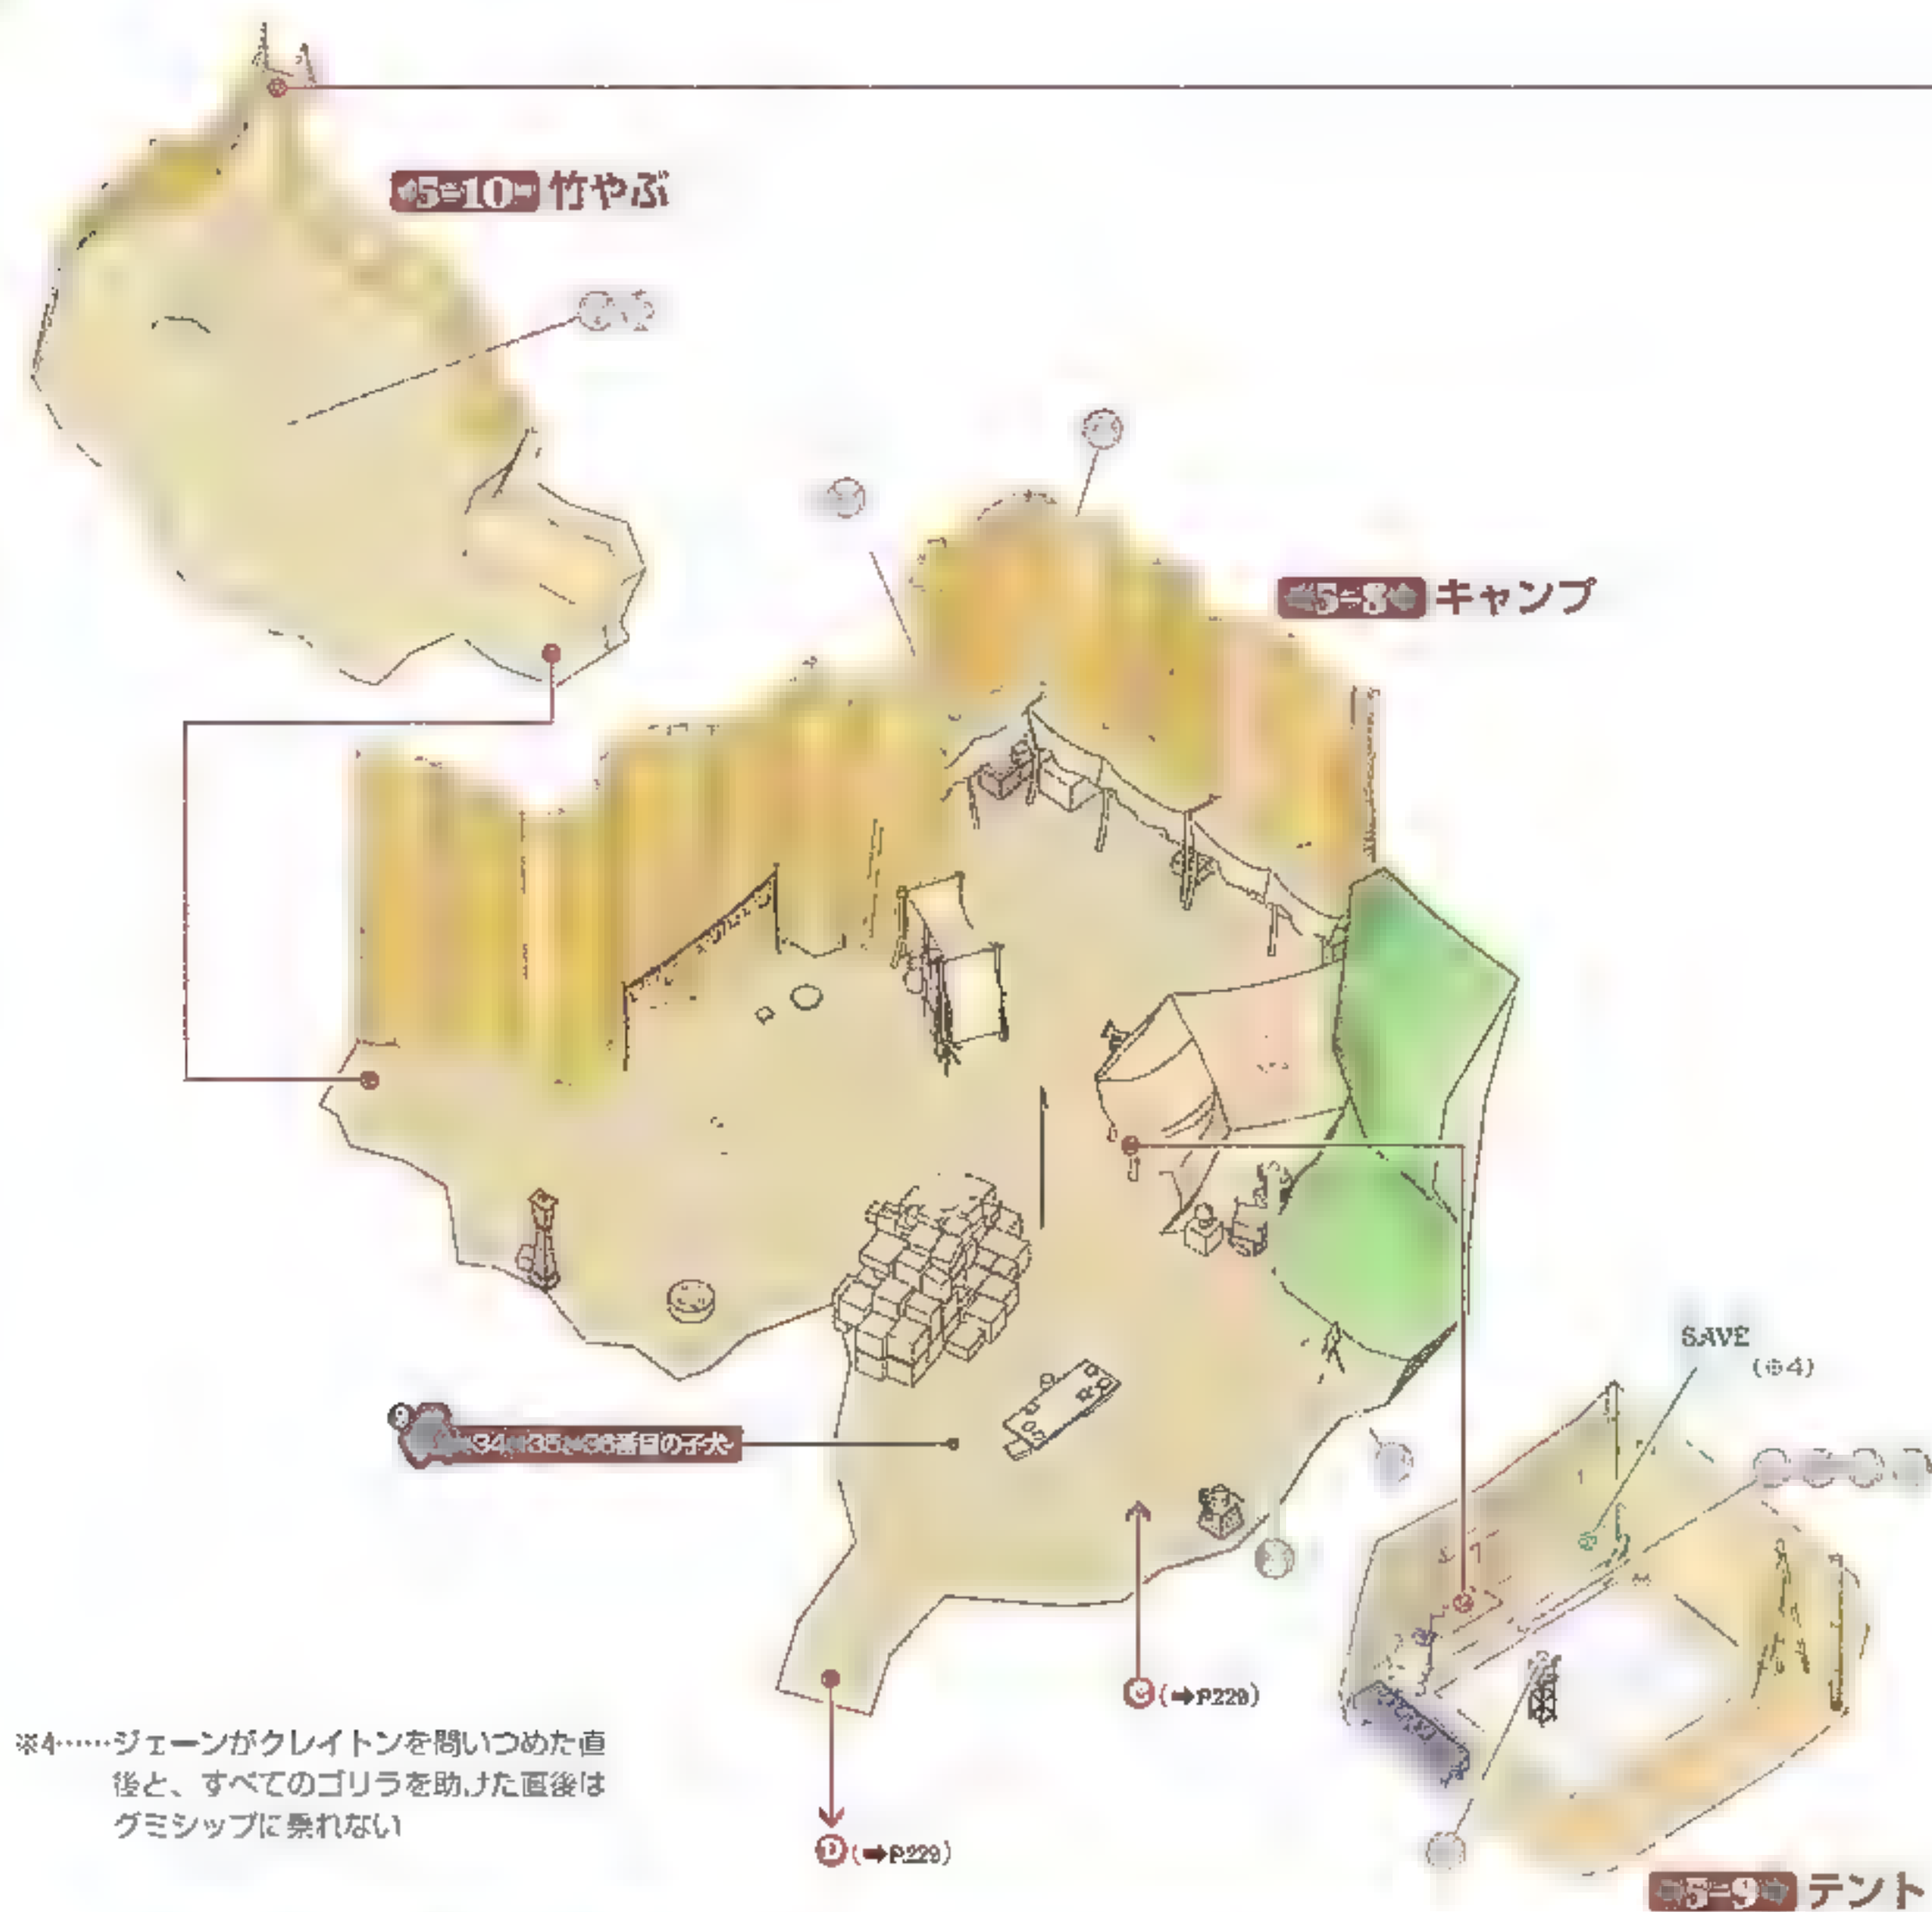 5-10 竹やぶ
5-8 キャンプ
SAVE
(※4)
34・35・36番目の子犬
C(➡P.229)
※4……ジェーンがクレイトンを問いつめた直
後と、すべてのゴリラを助けた直後は
グミシップに乗れない
D(➡P.229)
5-9 テント